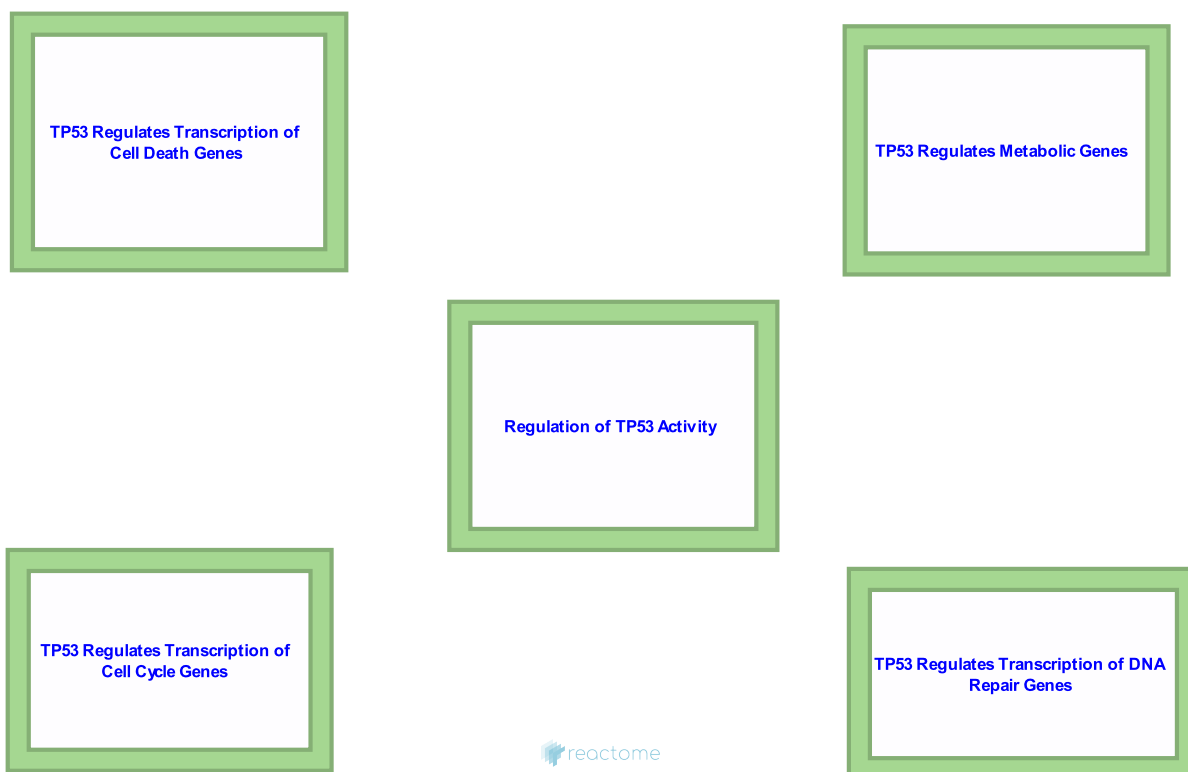 TP53 Regulates Transcription of
Cell Death Genes
TP53 Regulates Metabolic Genes
Regulation of TP53 Activity
TP53 Regulates Transcription of
Cell Cycle Genes
TP53 Regulates Transcription of DNA
Repair Genes
reactome